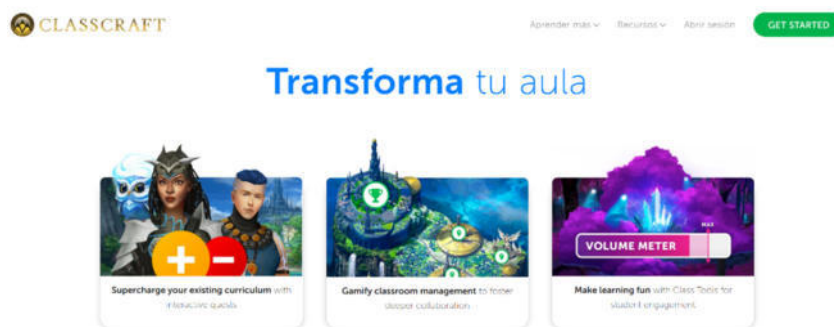 CLASSCRAFT
Aprender más
Recursos
Abrir sesión
GET STARTED
Transforma tu aula
MAX
VOLUME METER
Supercharge your existing curriculum with
interactive quests
Gamify classroom management to foster
deeper collaboration
Make learning fun with Class Tools for
student engagement